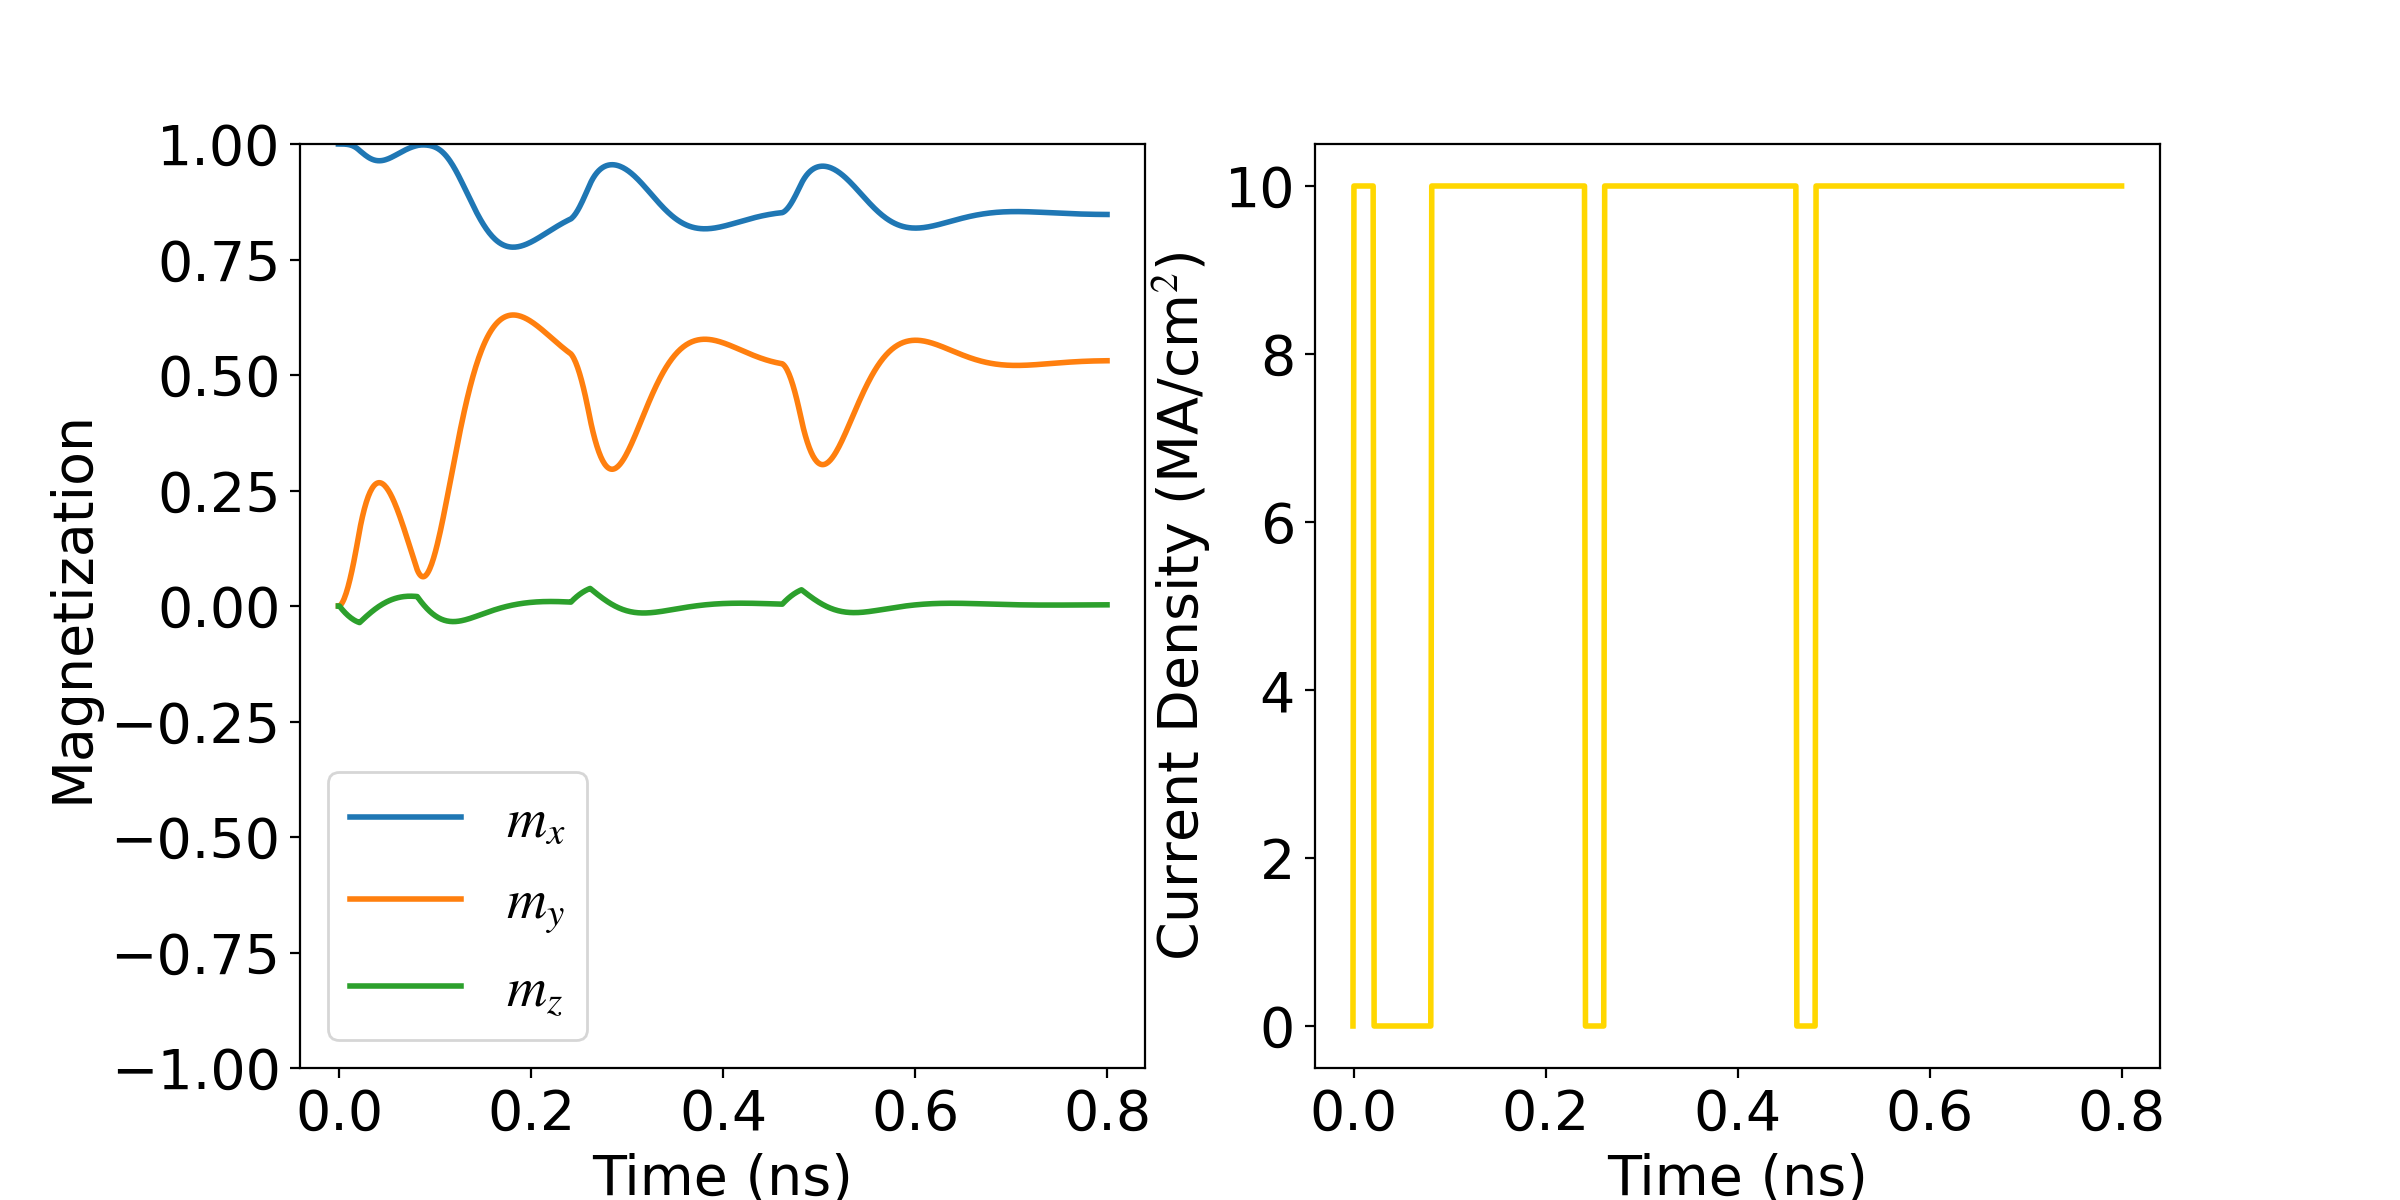 Magnetization
1.00
0.75
0.50
0.25
0.00
−0.25
−0.50
−0.75
−1.00
0.0 0.2 0.4 0.6 0.8
Time (ns)
m_x
m_y
m_z
Current Density (MA/cm²)
10
8
6
4
2
0
0.0 0.2 0.4 0.6 0.8
Time (ns)